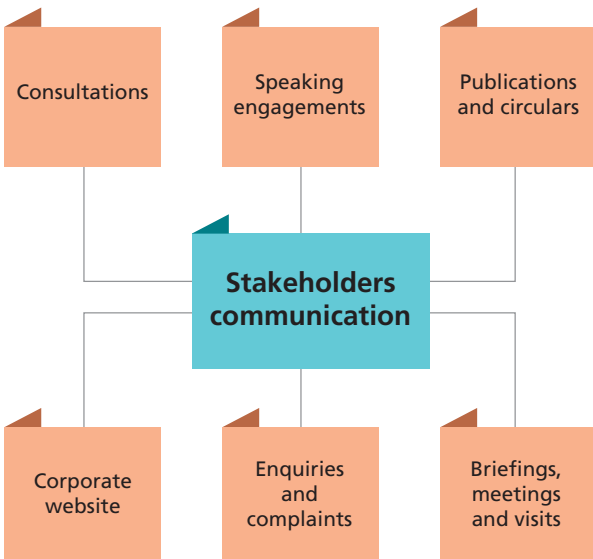 Consultations
Speaking
engagements
Publications
and circulars
Stakeholders
communication
Corporate
website
Enquiries
and
complaints
Briefings,
meetings
and visits